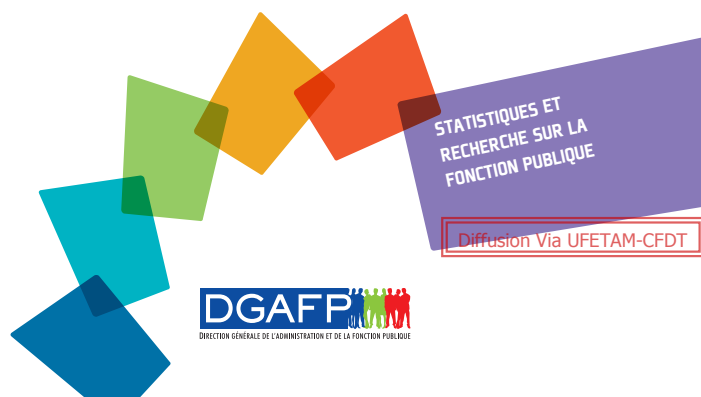 STATISTIQUES ET
RECHERCHE SUR LA
FONCTION PUBLIQUE
Diffusion Via UFETAM-CFDT
DGAFP
DIRECTION GÉNÉRALE DE L'ADMINISTRATION ET DE LA FONCTION PUBLIQUE